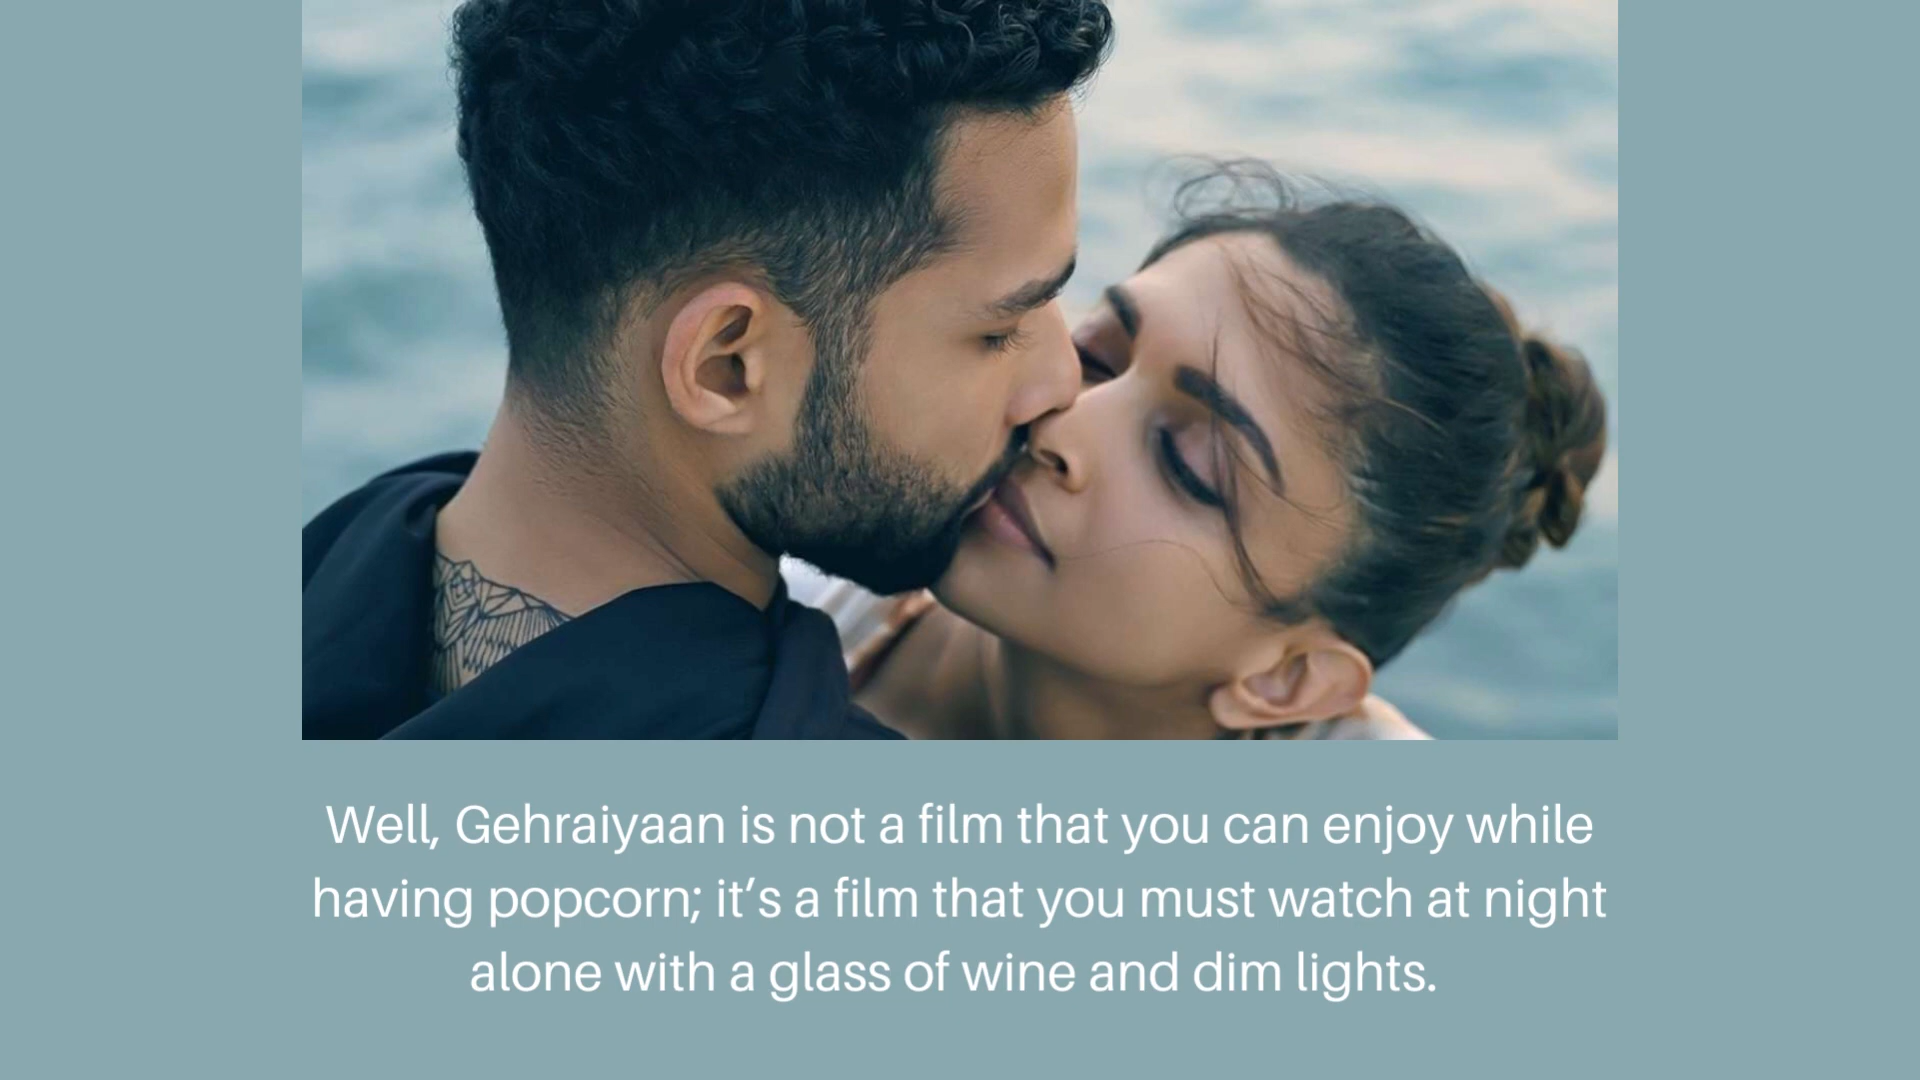 Well, Gehraiyaan is not a film that you can enjoy while
having popcorn; it’s a film that you must watch at night
alone with a glass of wine and dim lights.